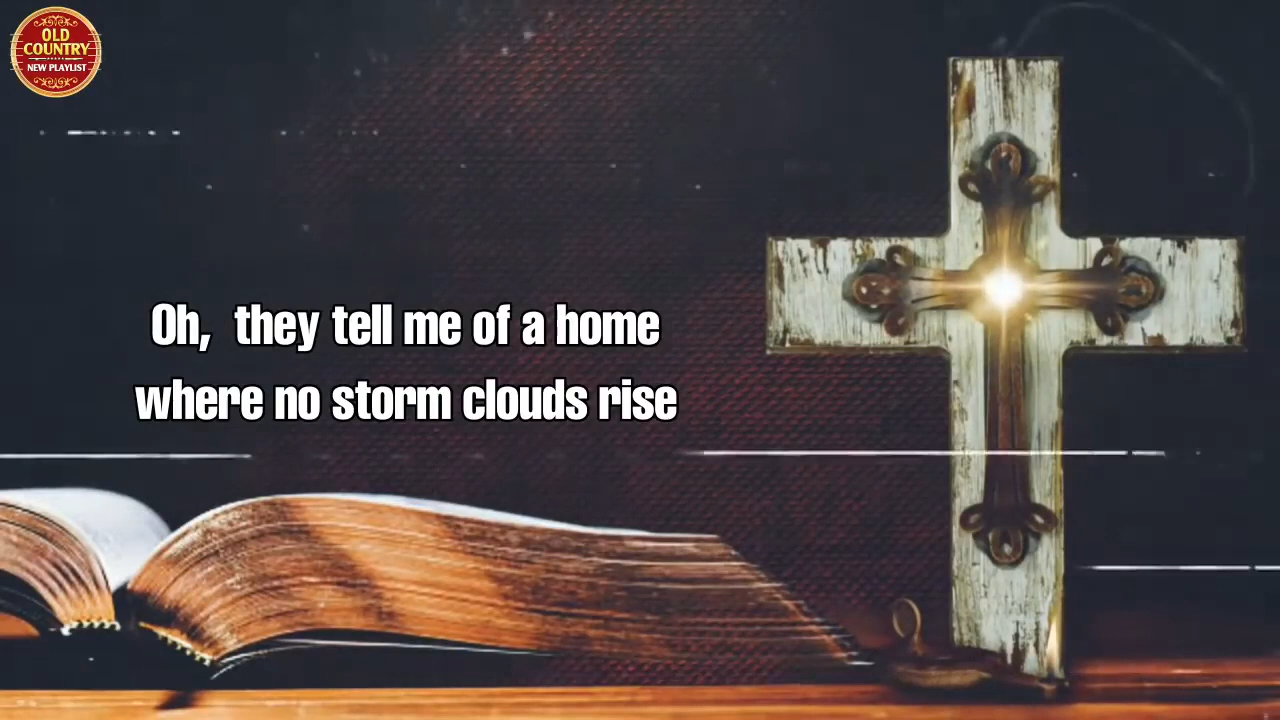 OLD
COUNTRY
NEW PLAYLIST
Oh, they tell me of a home
where no storm clouds rise